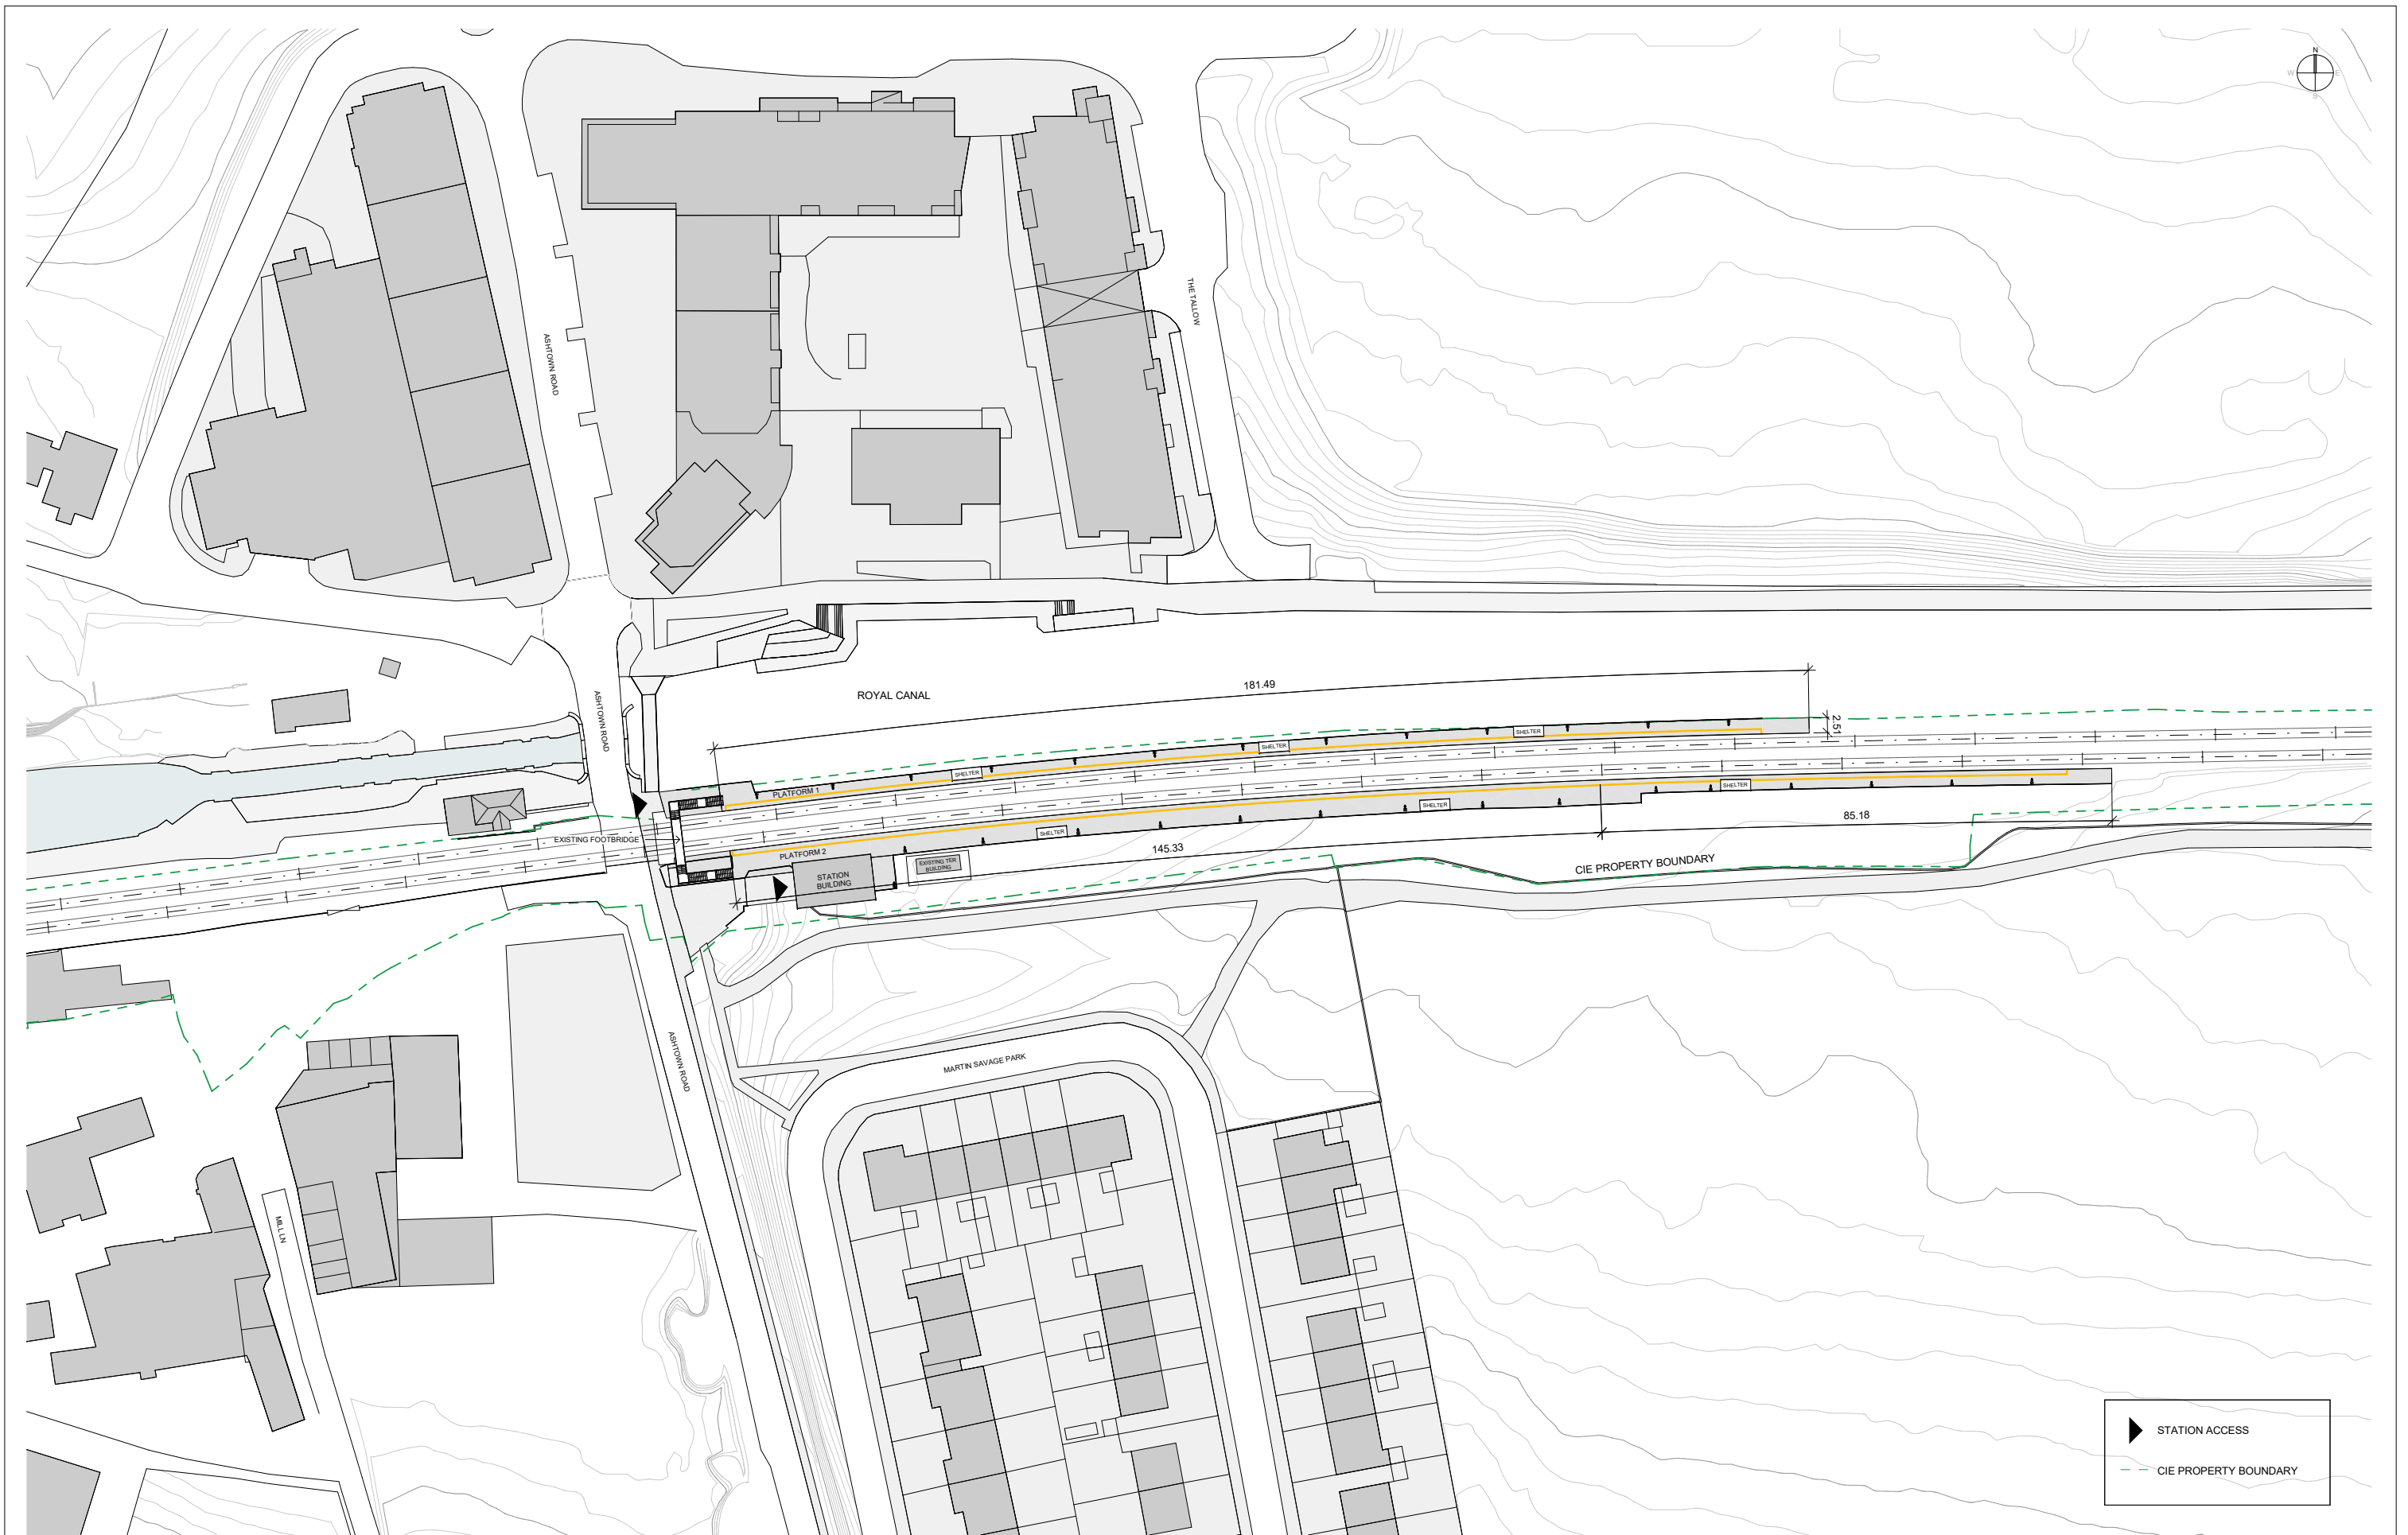 N
W
E
S
THE TALLOW
ASHTOWN ROAD
ASHTOWN ROAD
ROYAL CANAL
181.49
2.51
SHELTER
SHELTER
SHELTER
PLATFORM 1
SHELTER
SHELTER
SHELTER
EXISTING FOOTBRIDGE
PLATFORM 2
145.33
85.18
EXISTING TER
BUILDING
STATION
BUILDING
CIE PROPERTY BOUNDARY
ASHTOWN ROAD
MARTIN SAVAGE PARK
MILL LN
STATION ACCESS
CIE PROPERTY BOUNDARY